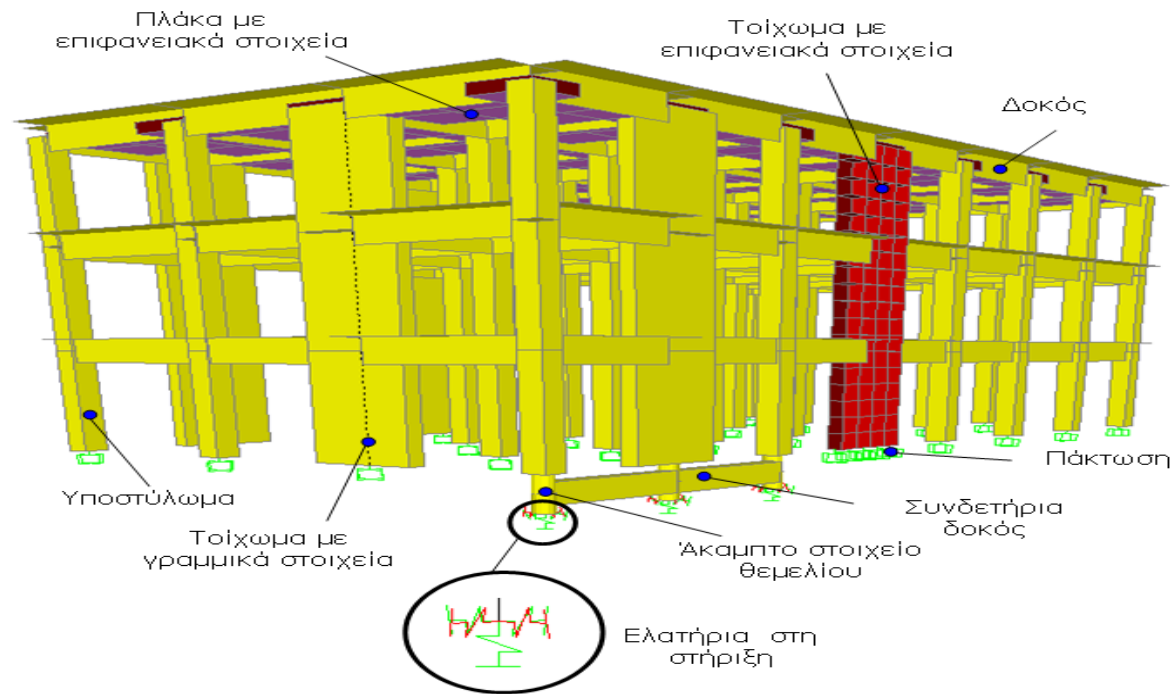 Πλάκα με
επιφανειακά στοιχεία
Τοίχωμα με
επιφανειακά στοιχεία
Δοκός
Πάκτωση
Υποστύλωμα
Τοίχωμα με
γραμμικά στοιχεία
Συνδετήρια
δοκός
Άκαμπτο στοιχείο
θεμελίου
Ελατήρια στη
στήριξη